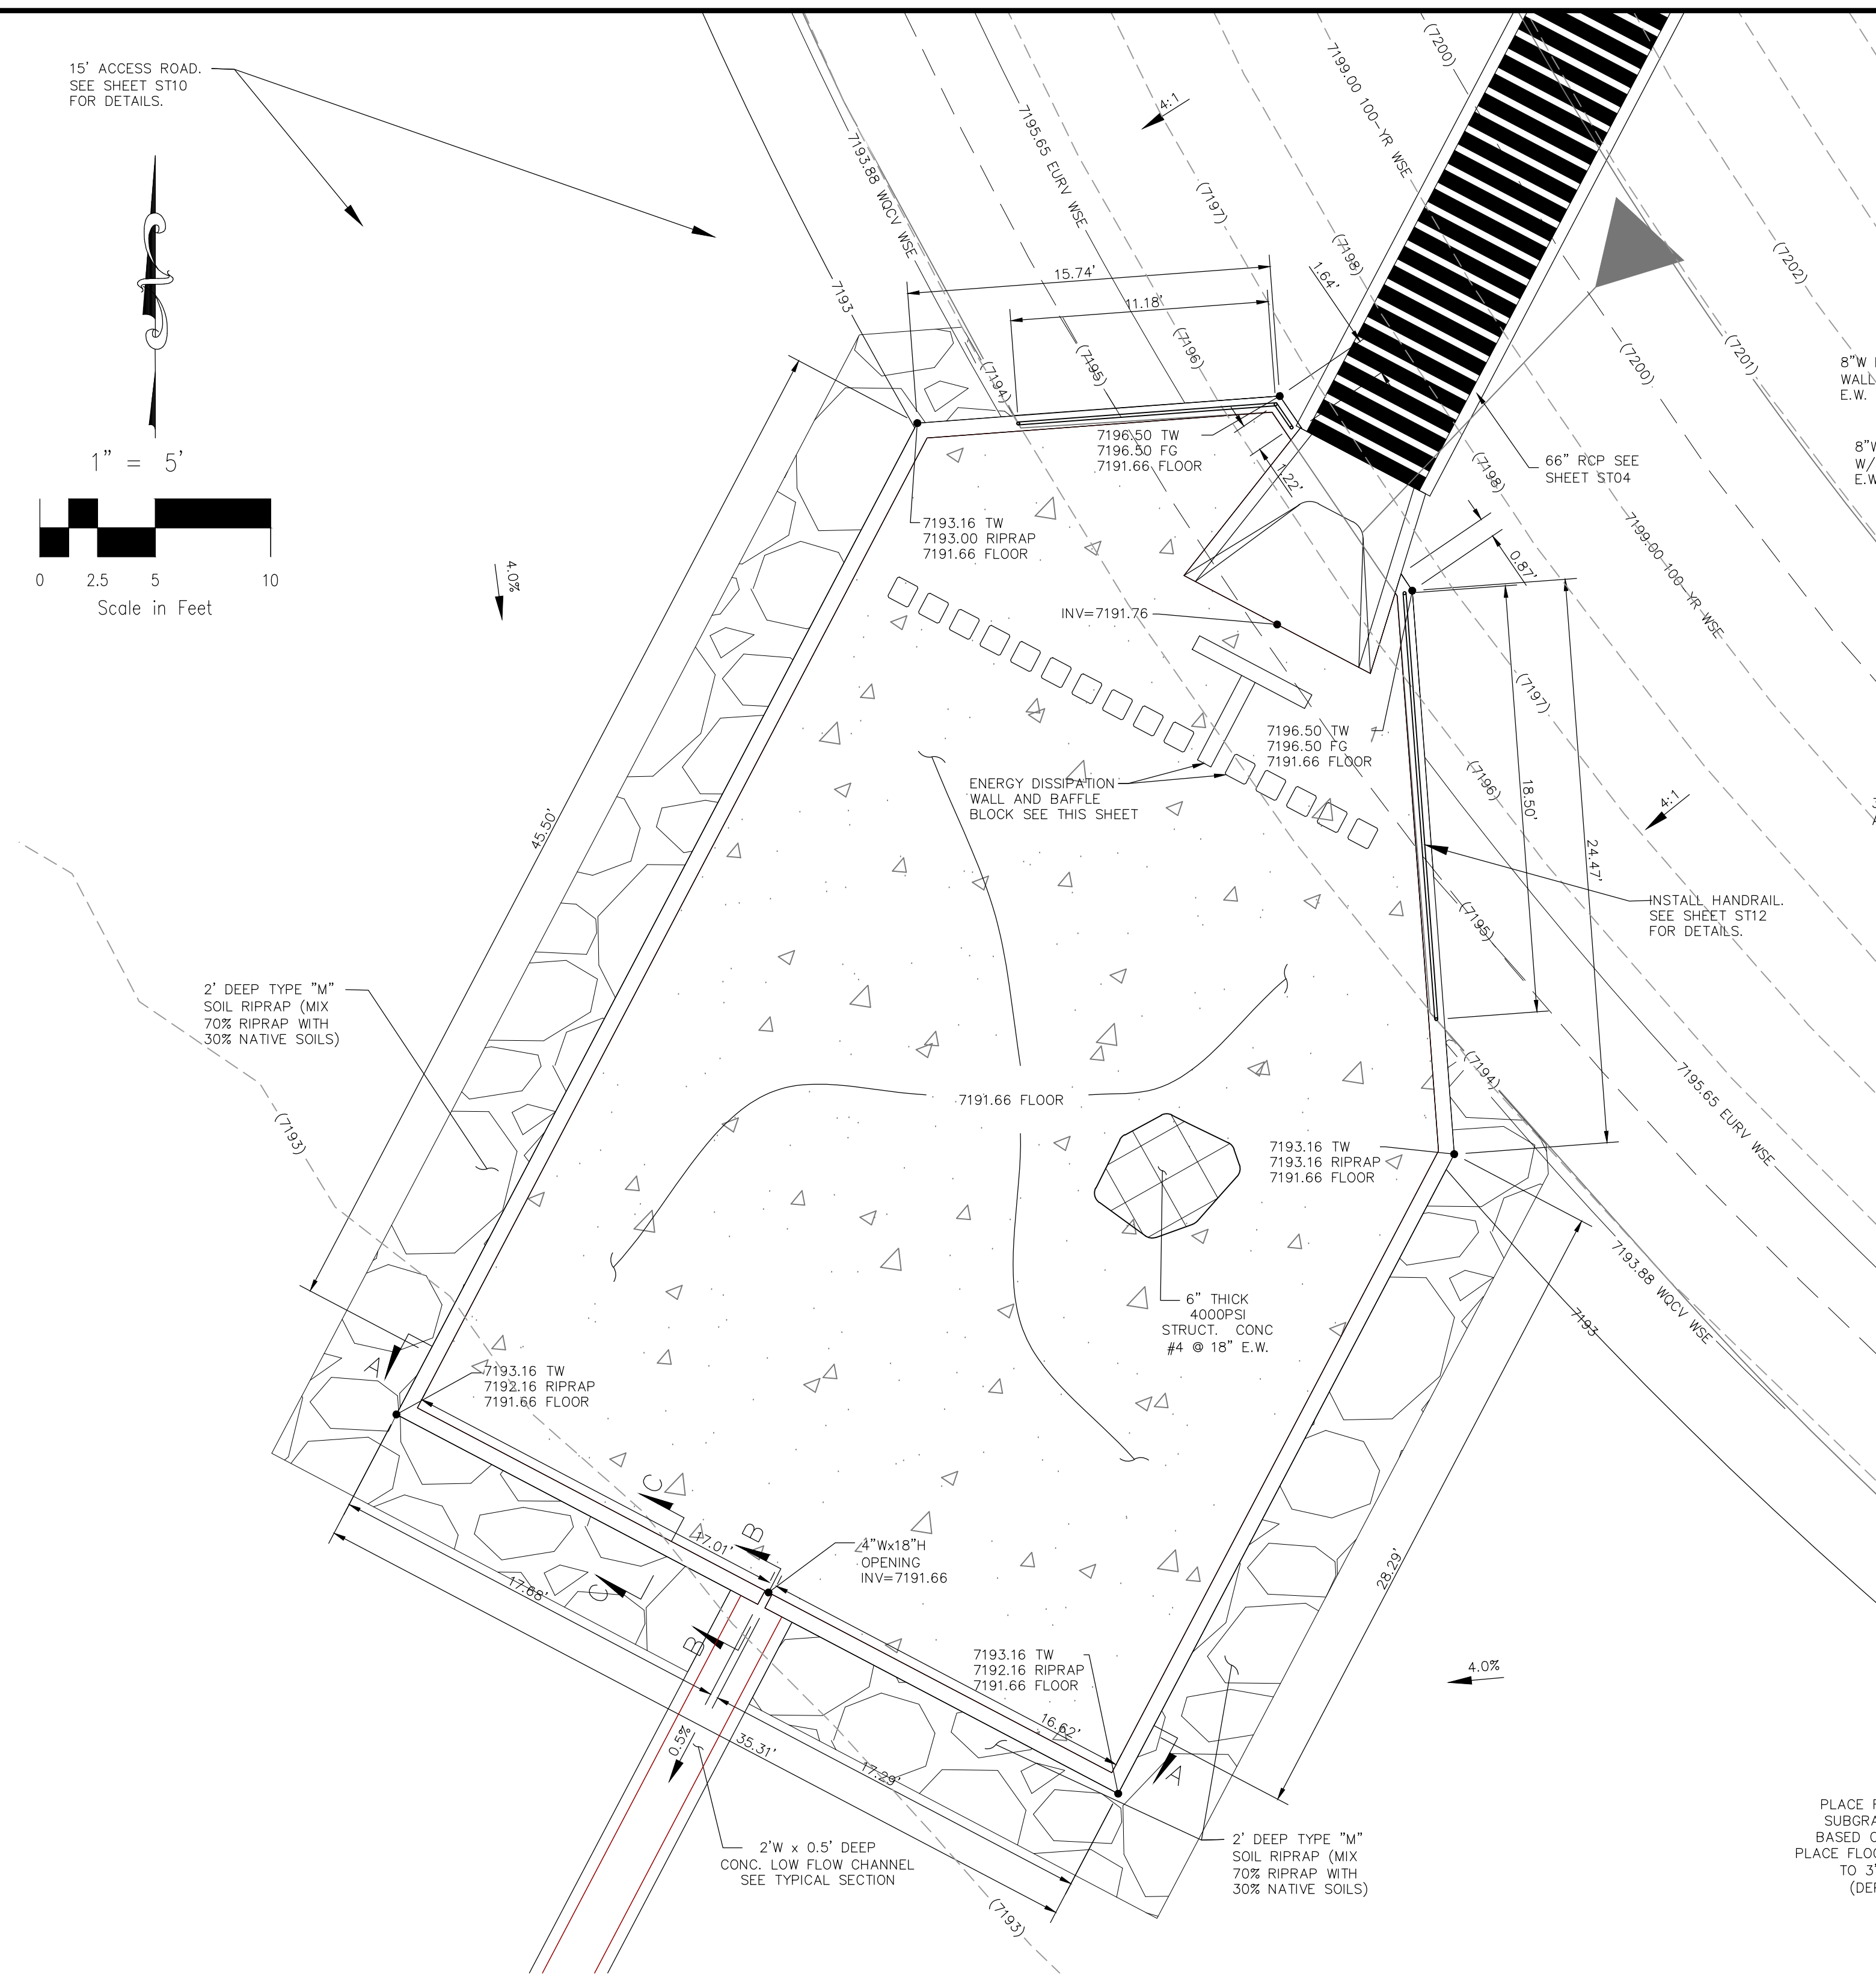 15' ACCESS ROAD.
SEE SHEET ST10
FOR DETAILS.
1" = 5'
0 2.5 5 10
Scale in Feet
4.0%
7193
7193.88 WQCV WSE
7195.65 EURV WSE
4:1
(7197)
(7198)
7199.00 100-YR WSE
(7200)
(7202)
(7201)
(7200)
15.74'
11.18'
1.64'
(7194)
(7195)
(7196)
8"W
WALL
E.W.
8"W
W/
E.W
7196.50 TW
7196.50 FG
7191.66 FLOOR
1.22'
66" RCP SEE
SHEET ST04
(7198)
7199.00 100-YR WSE
7193.16 TW
7193.00 RIPRAP
7191.66 FLOOR
0.87'
INV=7191.76
(7197)
7196.50 TW
7196.50 FG
7191.66 FLOOR
ENERGY DISSIPATION
WALL AND BAFFLE
BLOCK SEE THIS SHEET
(7196)
18.50'
4:1
24.47'
45.50'
INSTALL HANDRAIL.
SEE SHEET ST12
FOR DETAILS.
(7195)
2' DEEP TYPE "M"
SOIL RIPRAP (MIX
70% RIPRAP WITH
30% NATIVE SOILS)
(7194)
7195.65 EURV WSE
7191.66 FLOOR
(7193)
7193.16 TW
7193.16 RIPRAP
7191.66 FLOOR
7193.88 WQCV WSE
7193
6" THICK
4000PSI
STRUCT. CONC
#4 @ 18" E.W.
A
7193.16 TW
7192.16 RIPRAP
7191.66 FLOOR
C
B
17.01'
4"Wx18"H
OPENING
INV=7191.66
28.29'
17.68'
C
B
7193.16 TW
7192.16 RIPRAP
7191.66 FLOOR
4.0%
16.62'
0.5%
35.31'
17.29'
A
2'W x 0.5' DEEP
CONC. LOW FLOW CHANNEL
SEE TYPICAL SECTION
2' DEEP TYPE "M"
SOIL RIPRAP (MIX
70% RIPRAP WITH
30% NATIVE SOILS)
(7193)
PLACE
SUBGRA
BASED
PLACE FLOO
TO 3'
(DE